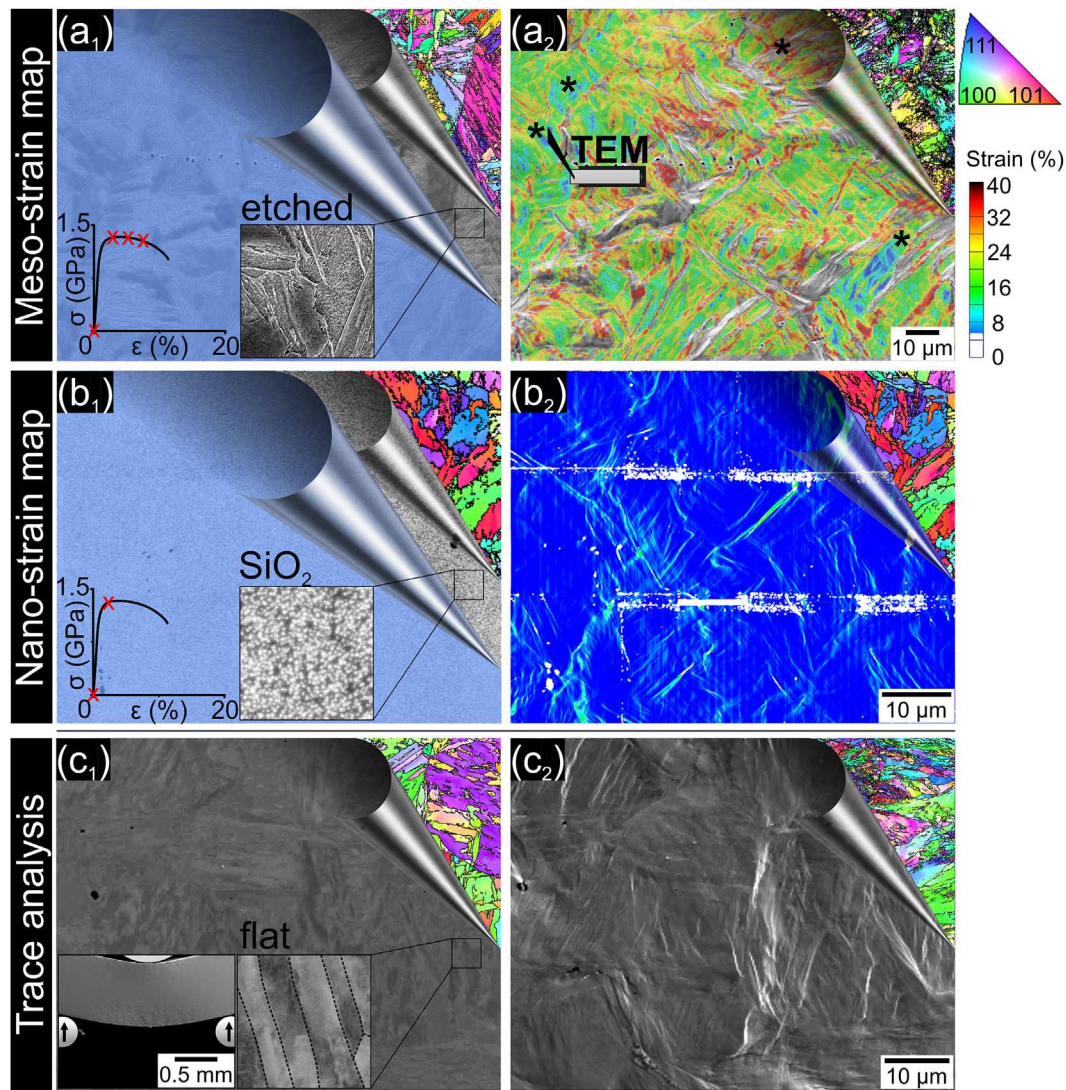 Meso-strain map
(a1)
etched
1.5
σ (GPa)
0
ε (%)
20
(a2)
*
*
*
TEM
*
10 µm
111
100
101
Strain (%)
40
32
24
16
8
0
Nano-strain map
(b1)
SiO2
1.5
σ (GPa)
0
ε (%)
20
(b2)
10 µm
Trace analysis
(c1)
flat
0.5 mm
(c2)
10 µm